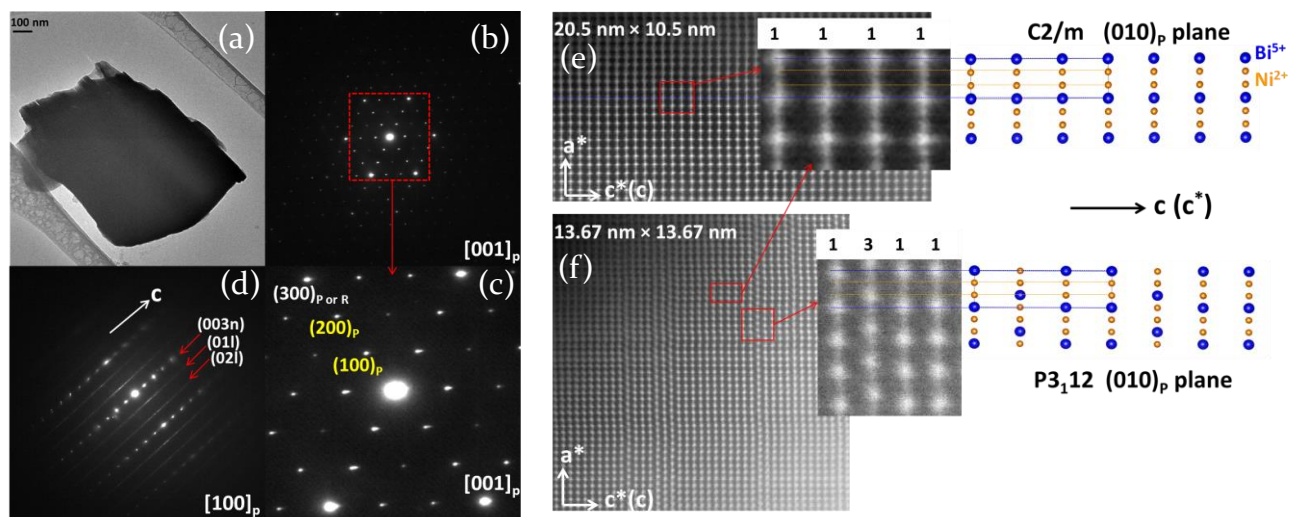 100 nm
(a)
(b)
[001]p
(d)
c
(003n)
(01l)
(02l)
[100]p
(c)
(300)P or R
(200)P
(100)P
[001]p
20.5 nm × 10.5 nm
(e)
1 1 1 1
a*
c*(c)
C2/m (010)P plane
Bi5+
Ni2+
c (c*)
13.67 nm × 13.67 nm
(f)
1 3 1 1
a*
c*(c)
P3112 (010)P plane